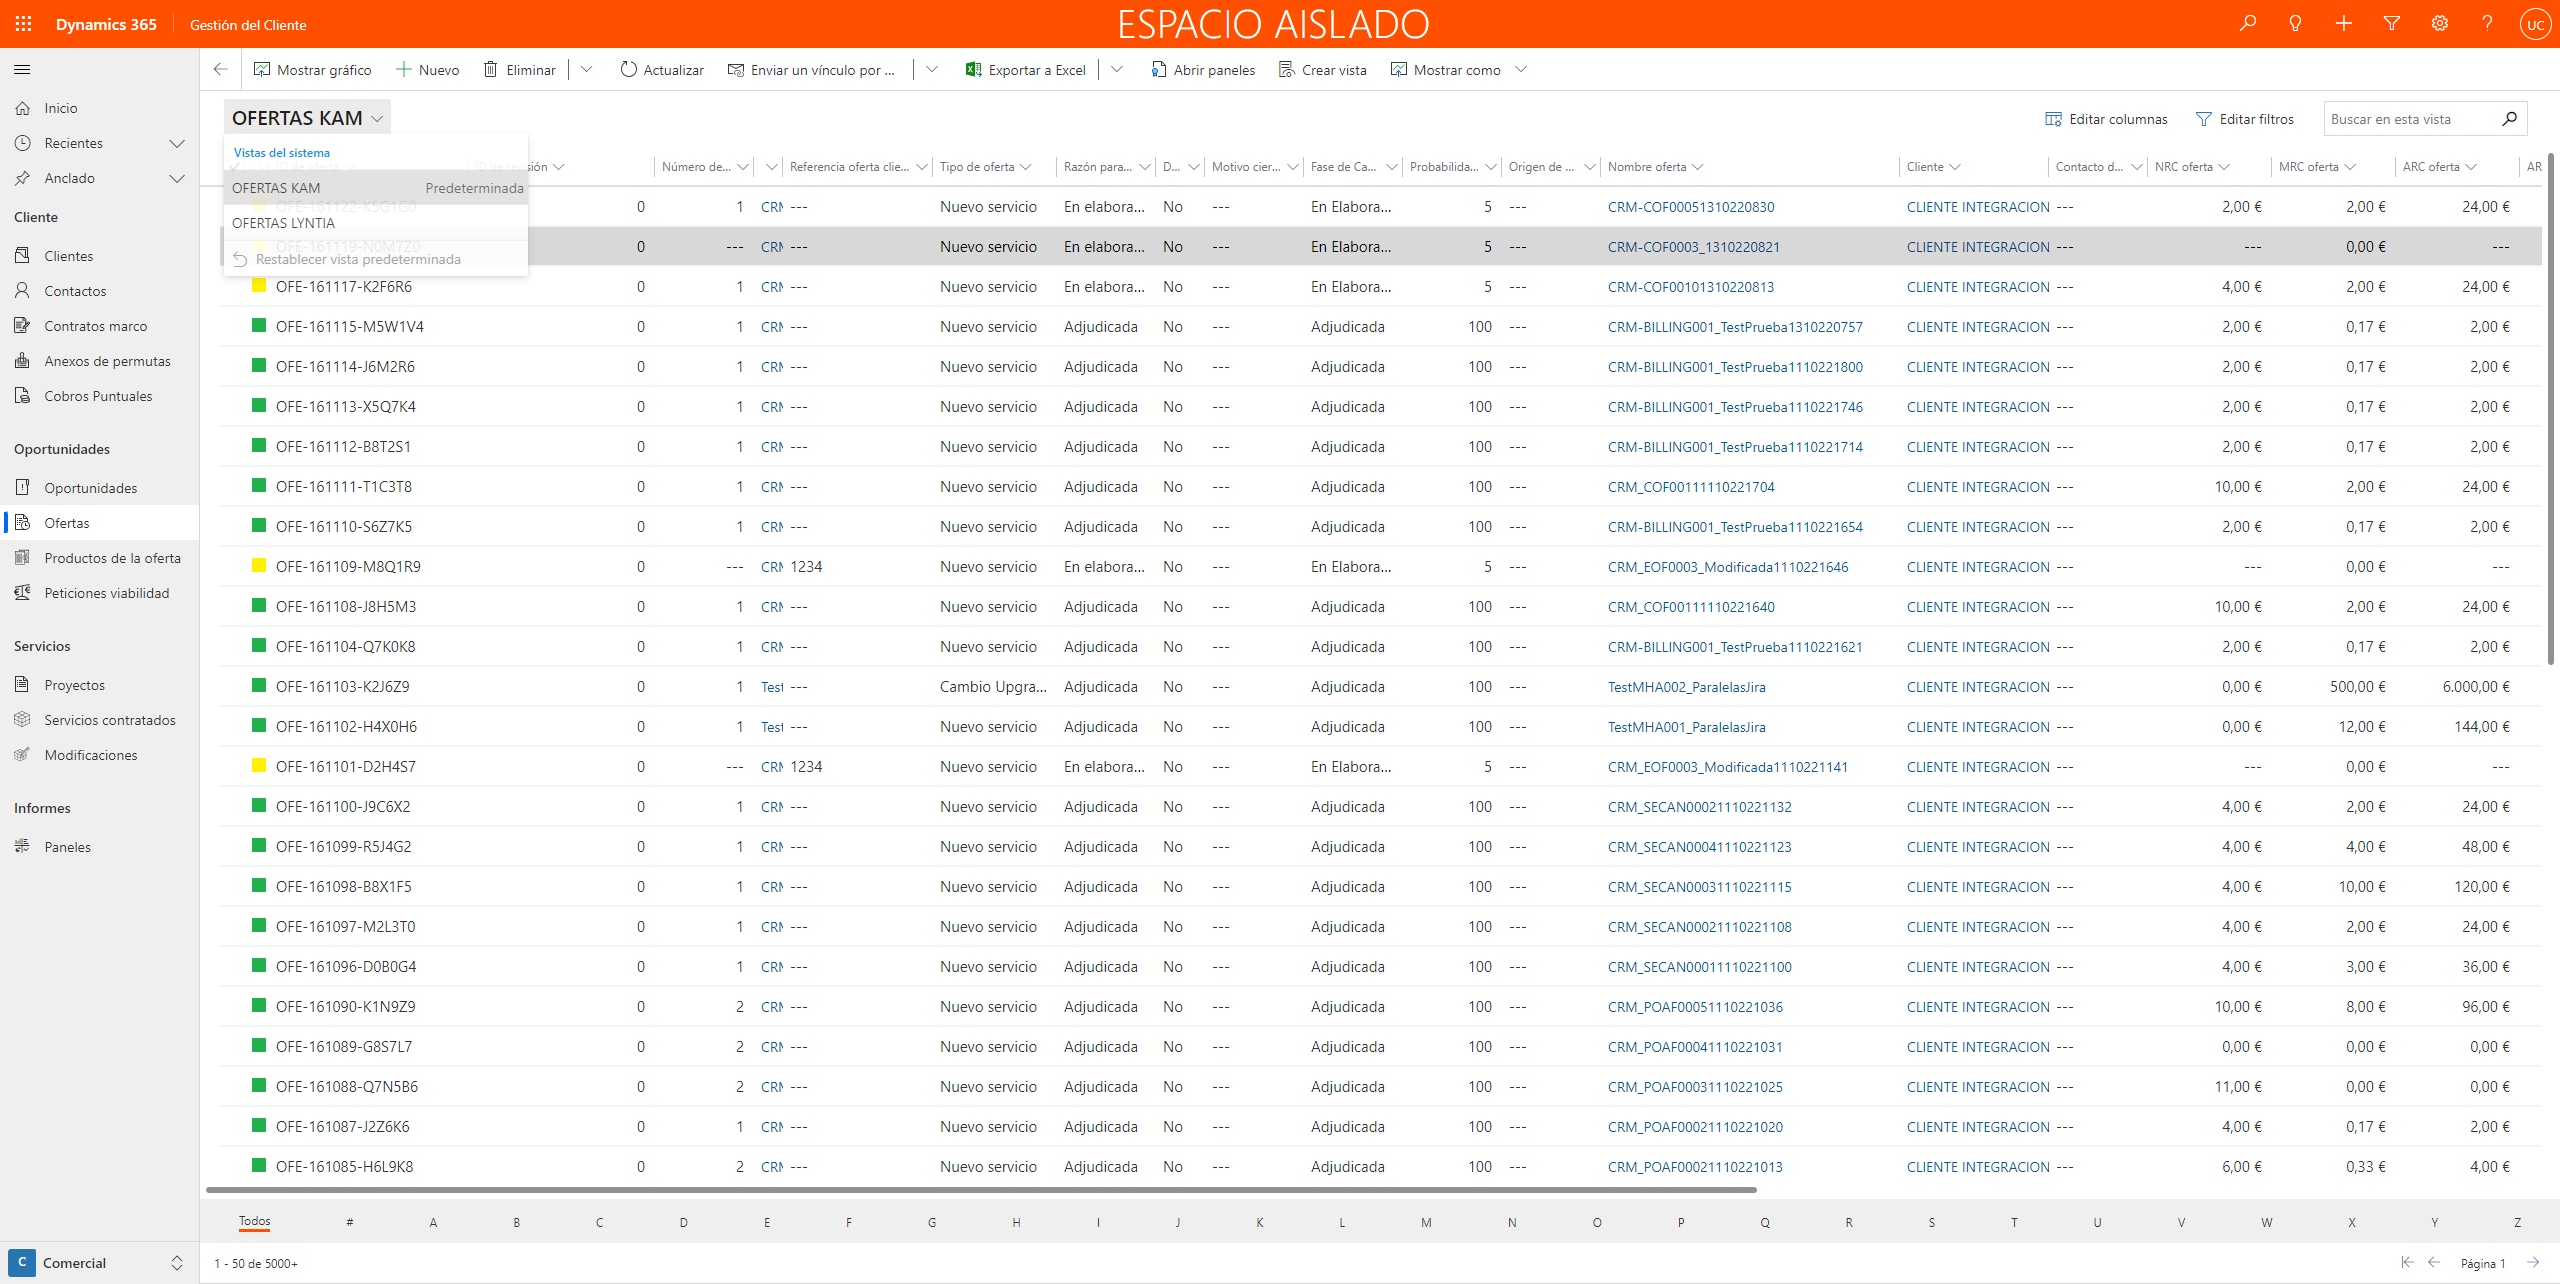 Dynamics 365 Gestión del Cliente ESPACIO AISLADO UC
Mostrar gráfico Nuevo Eliminar Actualizar Enviar un vínculo por ... Exportar a Excel Abrir paneles Crear vista Mostrar como
Inicio
Recientes
Anclado
Cliente
Clientes
Contactos
Contratos marco
Anexos de permutas
Cobros Puntuales
Oportunidades
Oportunidades
Ofertas
Productos de la oferta
Peticiones viabilidad
Servicios
Proyectos
Servicios contratados
Modificaciones
Informes
Paneles
C Comercial
OFERTAS KAM Editar columnas Editar filtros Buscar en esta vista
Vistas del sistema
OFERTAS KAM Predeterminada
OFERTAS LYNTIA
Restablecer vista predeterminada
ID de oferta ID de revisión Número de... Referencia oferta clie... Tipo de oferta Razón para... D... Motivo cier... Fase de Ca... Probabilida... Origen de ... Nombre oferta Cliente Contacto d... NRC oferta MRC oferta ARC oferta AR
OFE-161122-K5G1G0 0 1 CRM --- Nuevo servicio En elabora... No --- En Elabora... 5 --- CRM-COF00051310220830 CLIENTE INTEGRACION --- 2,00 € 2,00 € 24,00 €
OFE-161119-N0M7Z0 0 --- CRM --- Nuevo servicio En elabora... No --- En Elabora... 5 --- CRM-COF0003_1310220821 CLIENTE INTEGRACION --- --- 0,00 € ---
OFE-161117-K2F6R6 0 1 CRM --- Nuevo servicio En elabora... No --- En Elabora... 5 --- CRM-COF00101310220813 CLIENTE INTEGRACION --- 4,00 € 2,00 € 24,00 €
OFE-161115-M5W1V4 0 1 CRM --- Nuevo servicio Adjudicada No --- Adjudicada 100 --- CRM-BILLING001_TestPrueba1310220757 CLIENTE INTEGRACION --- 2,00 € 0,17 € 2,00 €
OFE-161114-J6M2R6 0 1 CRM --- Nuevo servicio Adjudicada No --- Adjudicada 100 --- CRM-BILLING001_TestPrueba1110221800 CLIENTE INTEGRACION --- 2,00 € 0,17 € 2,00 €
OFE-161113-X5Q7K4 0 1 CRM --- Nuevo servicio Adjudicada No --- Adjudicada 100 --- CRM-BILLING001_TestPrueba1110221746 CLIENTE INTEGRACION --- 2,00 € 0,17 € 2,00 €
OFE-161112-B8T2S1 0 1 CRM --- Nuevo servicio Adjudicada No --- Adjudicada 100 --- CRM-BILLING001_TestPrueba1110221714 CLIENTE INTEGRACION --- 2,00 € 0,17 € 2,00 €
OFE-161111-T1C3T8 0 1 CRM --- Nuevo servicio Adjudicada No --- Adjudicada 100 --- CRM_COF00111110221704 CLIENTE INTEGRACION --- 10,00 € 2,00 € 24,00 €
OFE-161110-S6Z7K5 0 1 CRM --- Nuevo servicio Adjudicada No --- Adjudicada 100 --- CRM-BILLING001_TestPrueba1110221654 CLIENTE INTEGRACION --- 2,00 € 0,17 € 2,00 €
OFE-161109-M8Q1R9 0 --- CRM 1234 Nuevo servicio En elabora... No --- En Elabora... 5 --- CRM_EOF0003_Modificada1110221646 CLIENTE INTEGRACION --- --- 0,00 € ---
OFE-161108-J8H5M3 0 1 CRM --- Nuevo servicio Adjudicada No --- Adjudicada 100 --- CRM_COF00111110221640 CLIENTE INTEGRACION --- 10,00 € 2,00 € 24,00 €
OFE-161104-Q7K0K8 0 1 CRM --- Nuevo servicio Adjudicada No --- Adjudicada 100 --- CRM-BILLING001_TestPrueba1110221621 CLIENTE INTEGRACION --- 2,00 € 0,17 € 2,00 €
OFE-161103-K2J6Z9 0 1 Test --- Cambio Upgra... Adjudicada No --- Adjudicada 100 --- TestMHA002_ParalelasJira CLIENTE INTEGRACION --- 0,00 € 500,00 € 6.000,00 €
OFE-161102-H4X0H6 0 1 Test --- Nuevo servicio Adjudicada No --- Adjudicada 100 --- TestMHA001_ParalelasJira CLIENTE INTEGRACION --- 0,00 € 12,00 € 144,00 €
OFE-161101-D2H4S7 0 --- CRM 1234 Nuevo servicio En elabora... No --- En Elabora... 5 --- CRM_EOF0003_Modificada1110221141 CLIENTE INTEGRACION --- --- 0,00 € ---
OFE-161100-J9C6X2 0 1 CRM --- Nuevo servicio Adjudicada No --- Adjudicada 100 --- CRM_SECAN00021110221132 CLIENTE INTEGRACION --- 4,00 € 2,00 € 24,00 €
OFE-161099-R5J4G2 0 1 CRM --- Nuevo servicio Adjudicada No --- Adjudicada 100 --- CRM_SECAN00041110221123 CLIENTE INTEGRACION --- 4,00 € 4,00 € 48,00 €
OFE-161098-B8X1F5 0 1 CRM --- Nuevo servicio Adjudicada No --- Adjudicada 100 --- CRM_SECAN00031110221115 CLIENTE INTEGRACION --- 4,00 € 10,00 € 120,00 €
OFE-161097-M2L3T0 0 1 CRM --- Nuevo servicio Adjudicada No --- Adjudicada 100 --- CRM_SECAN00021110221108 CLIENTE INTEGRACION --- 4,00 € 2,00 € 24,00 €
OFE-161096-D0B0G4 0 1 CRM --- Nuevo servicio Adjudicada No --- Adjudicada 100 --- CRM_SECAN00011110221100 CLIENTE INTEGRACION --- 4,00 € 3,00 € 36,00 €
OFE-161090-K1N9Z9 0 2 CRM --- Nuevo servicio Adjudicada No --- Adjudicada 100 --- CRM_POAF00051110221036 CLIENTE INTEGRACION --- 10,00 € 8,00 € 96,00 €
OFE-161089-G8S7L7 0 2 CRM --- Nuevo servicio Adjudicada No --- Adjudicada 100 --- CRM_POAF00041110221031 CLIENTE INTEGRACION --- 0,00 € 0,00 € 0,00 €
OFE-161088-Q7N5B6 0 2 CRM --- Nuevo servicio Adjudicada No --- Adjudicada 100 --- CRM_POAF00031110221025 CLIENTE INTEGRACION --- 11,00 € 0,00 € 0,00 €
OFE-161087-J2Z6K6 0 1 CRM --- Nuevo servicio Adjudicada No --- Adjudicada 100 --- CRM_POAF00021110221020 CLIENTE INTEGRACION --- 4,00 € 0,17 € 2,00 €
OFE-161085-H6L9K8 0 2 CRM --- Nuevo servicio Adjudicada No --- Adjudicada 100 --- CRM_POAF00021110221013 CLIENTE INTEGRACION --- 6,00 € 0,33 € 4,00 €
Todos # A B C D E F G H I J K L M N O P Q R S T U V W X Y Z
1 - 50 de 5000+ Página 1